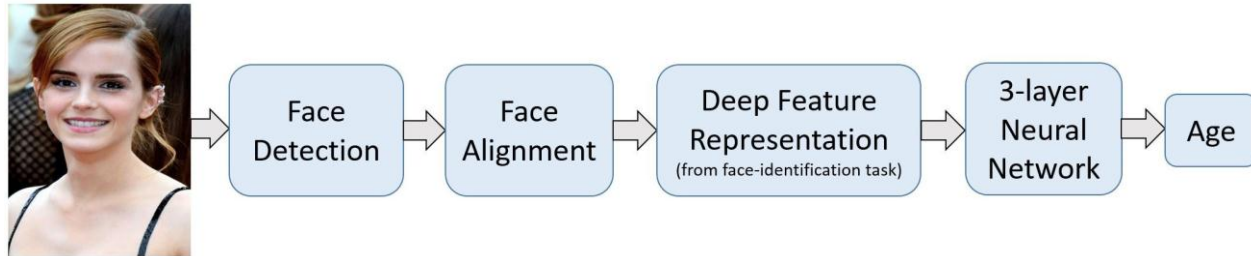 Face
Detection
Face
Alignment
Deep Feature
Representation
(from face-identification task)
3-layer
Neural
Network
Age